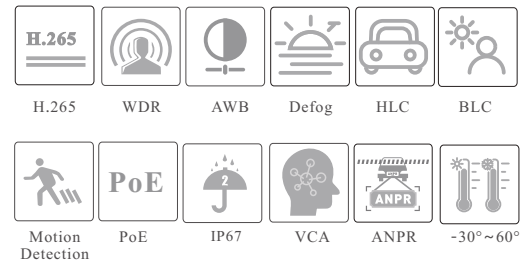 H.265
H.265 WDR AWB Defog HLC BLC
PoE 2 ANPR
Motion Detection PoE IP67 VCA ANPR -30°~60°